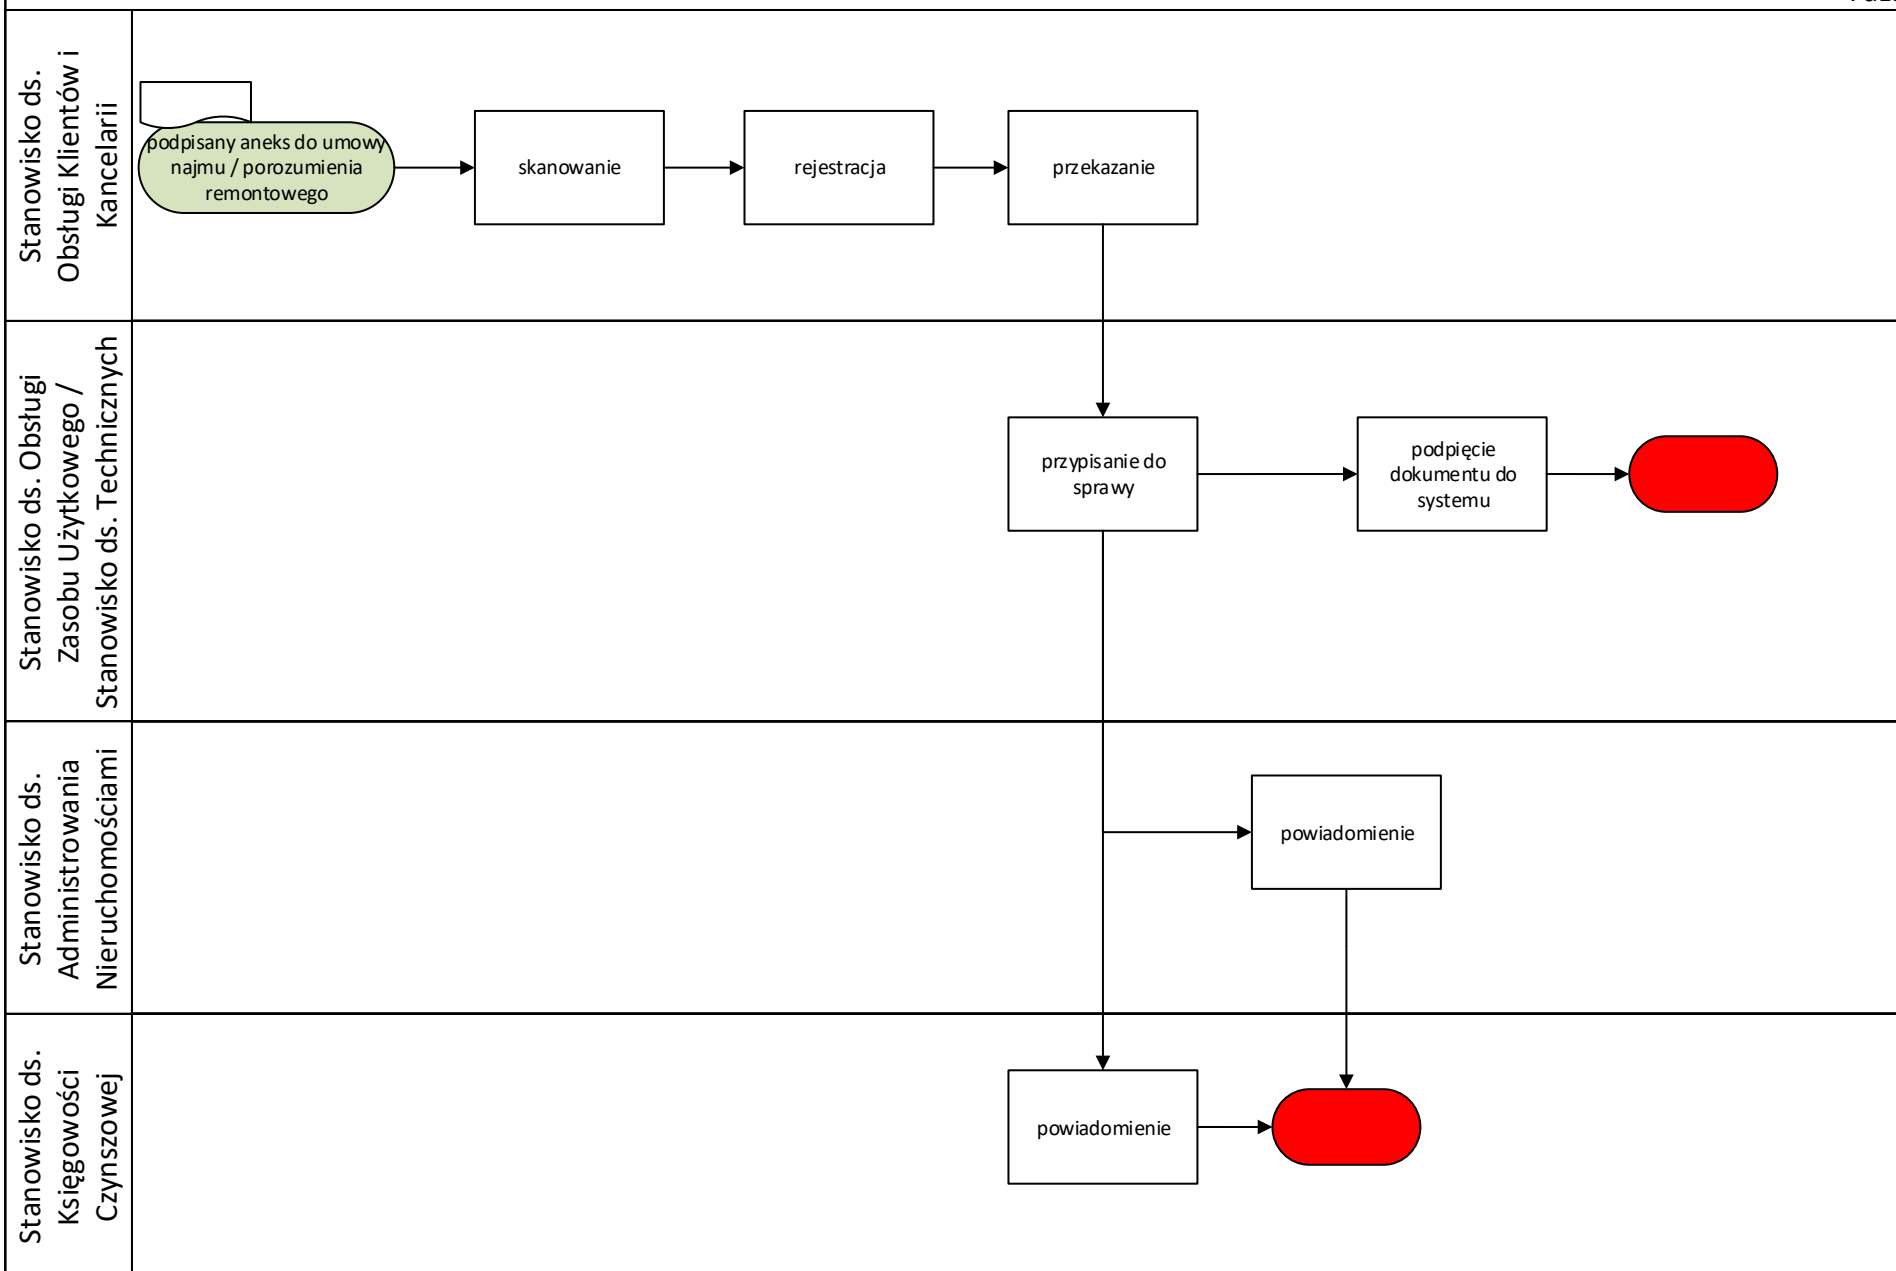 Stanowisko ds.
Obsługi Klientów i
Kancelarii
podpisany aneks do umowy
najmu / porozumienia
remontowego
skanowanie
rejestracja
przekazanie
Stanowisko ds. Obsługi
Zasobu Użytkowego /
Stanowisko ds. Technicznych
przypisanie do
sprawy
podpięcie
dokumentu do
systemu
Stanowisko ds.
Administrowania
Nieruchomościami
powiadomienie
Stanowisko ds.
Księgowości
Czynszowej
powiadomienie